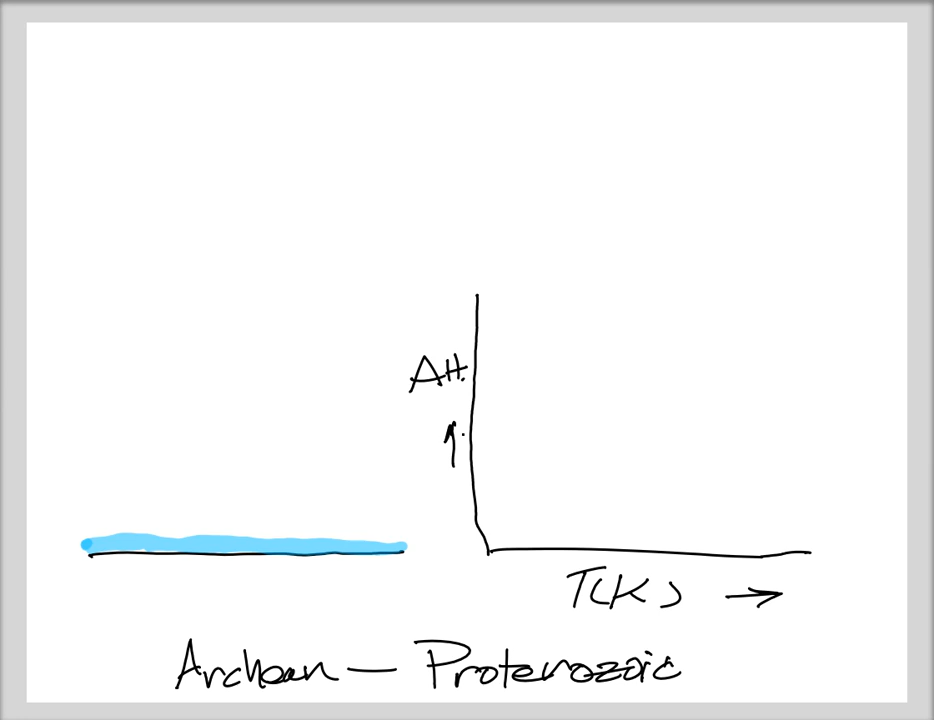 Alt.
↑
T(K) →
Archean — Proterozoic